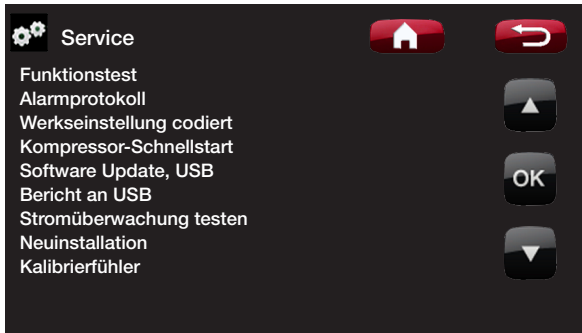 Service
Funktionstest
Alarmprotokoll
Werkseinstellung codiert
Kompressor-Schnellstart
Software Update, USB
OK
Bericht an USB
Stromüberwachung testen
Neuinstallation
Kalibrierfühler